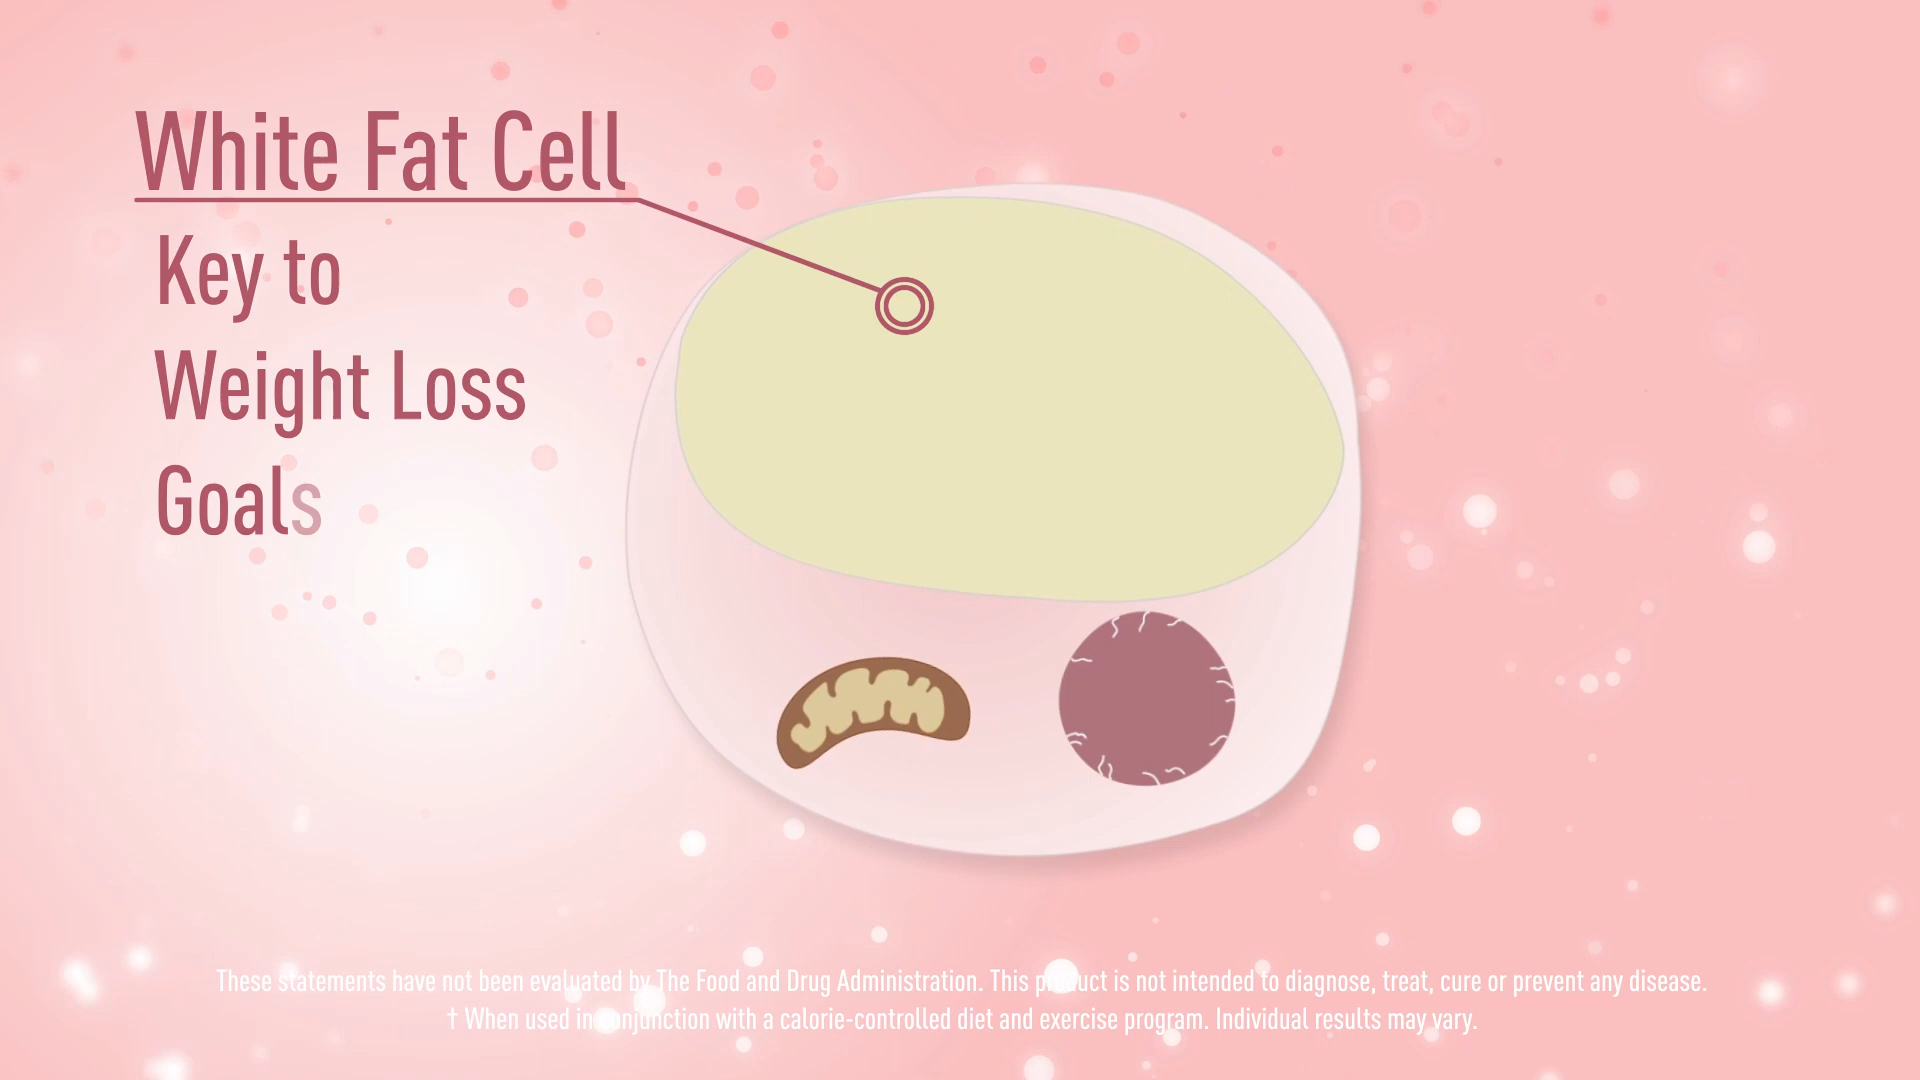 White Fat Cell
Key to
Weight Loss
Goals
These statements have not been evaluated by The Food and Drug Administration. This product is not intended to diagnose, treat, cure or prevent any disease.
† When used in conjunction with a calorie-controlled diet and exercise program. Individual results may vary.